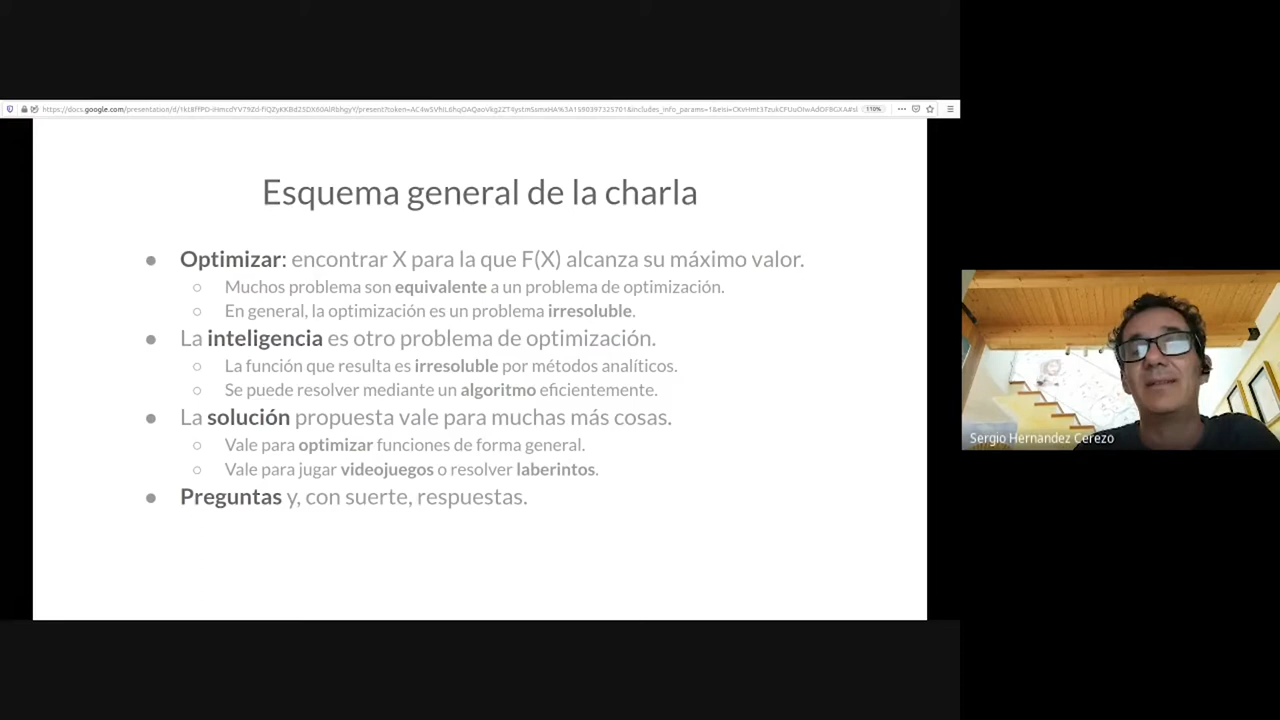 Esquema general de la charla
Optimizar: encontrar X para la que F(X) alcanza su máximo valor.
Muchos problema son equivalente a un problema de optimización.
En general, la optimización es un problema irresoluble.
La inteligencia es otro problema de optimización.
La función que resulta es irresoluble por métodos analíticos.
Se puede resolver mediante un algoritmo eficientemente.
La solución propuesta vale para muchas más cosas.
Vale para optimizar funciones de forma general.
Vale para jugar videojuegos o resolver laberintos.
Preguntas y, con suerte, respuestas.
110%
Sergio Hernandez Cerezo